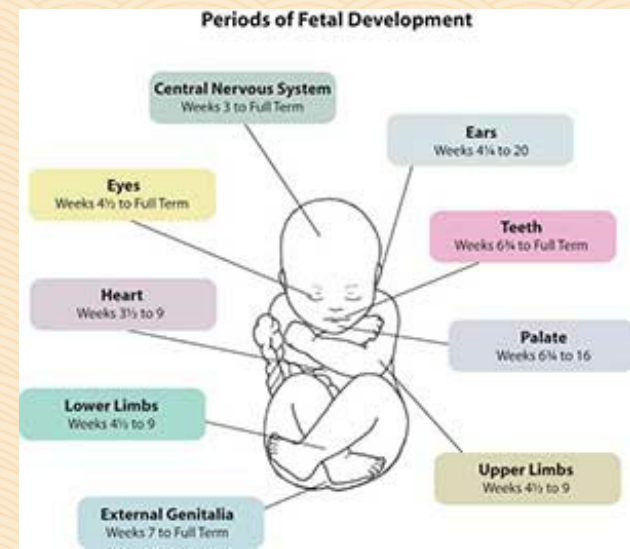 Periods of Fetal Development
Central Nervous System
Weeks 3 to Full Term
Ears
Weeks 4¼ to 20
Eyes
Weeks 4½ to Full Term
Teeth
Weeks 6¾ to Full Term
Heart
Weeks 3½ to 9
Palate
Weeks 6¾ to 16
Lower Limbs
Weeks 4½ to 9
Upper Limbs
Weeks 4½ to 9
External Genitalia
Weeks 7 to Full Term